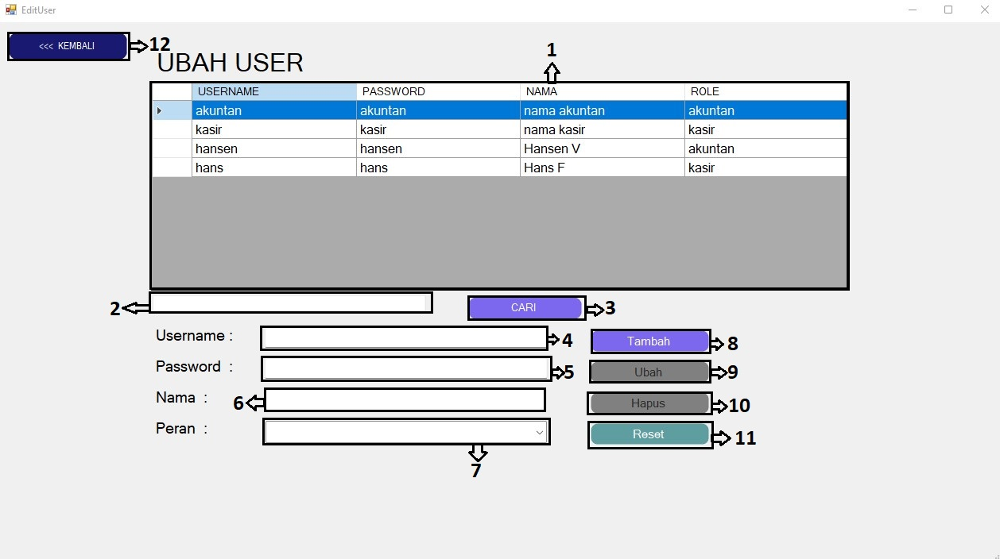 EditUser
<<< KEMBALI 12
UBAH USER
1
USERNAME PASSWORD NAMA ROLE
akuntan akuntan nama akuntan akuntan
kasir kasir nama kasir kasir
hansen hansen Hansen V akuntan
hans hans Hans F kasir
2 CARI 3
Username : 4 Tambah 8
Password : 5 Ubah 9
Nama : 6 Hapus 10
Peran : Reset 11
7